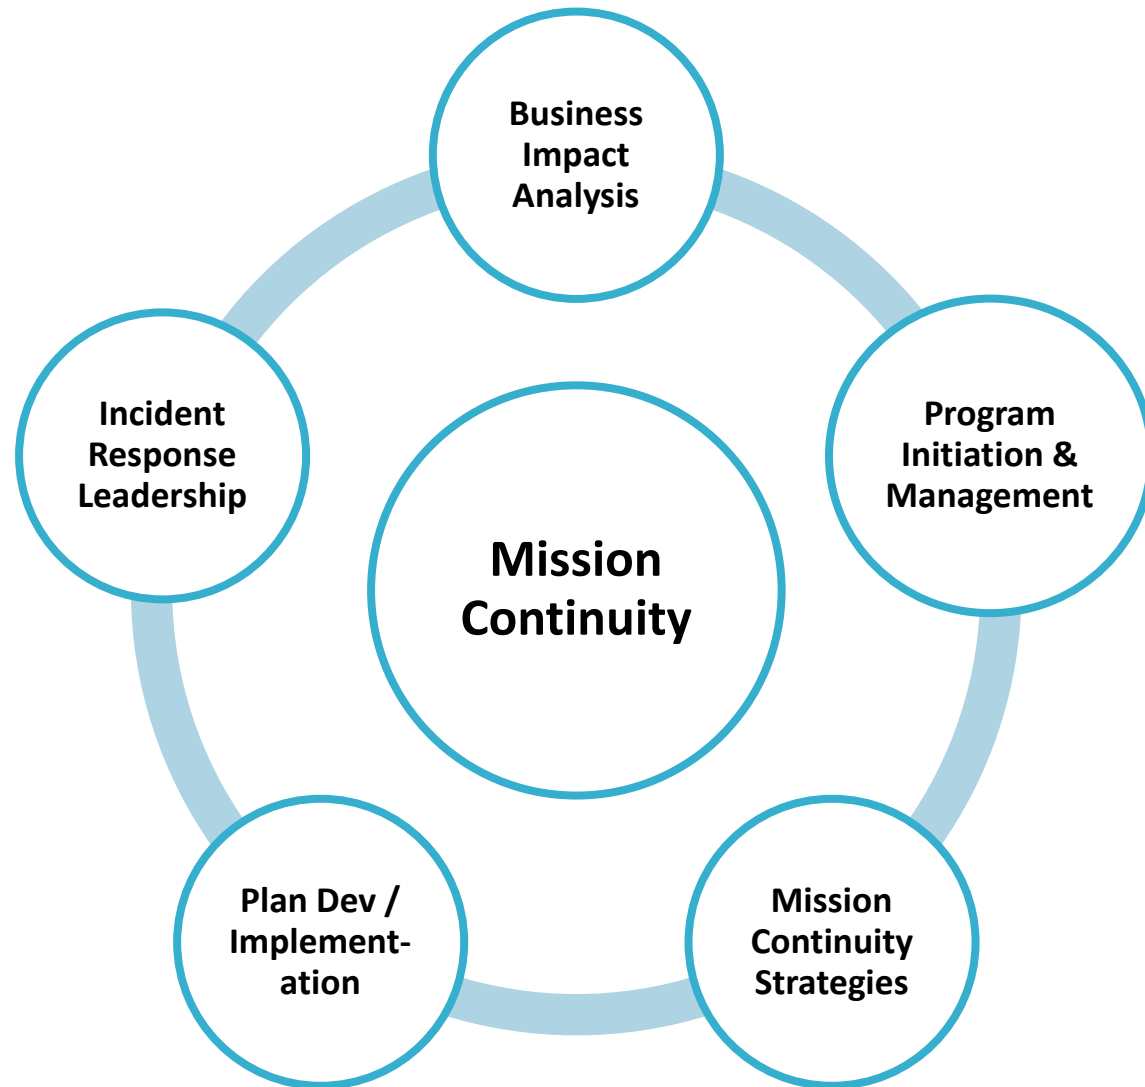 Business
Impact
Analysis
Program
Initiation &
Management
Mission
Continuity
Strategies
Plan Dev /
Implement-
ation
Incident
Response
Leadership
Mission
Continuity